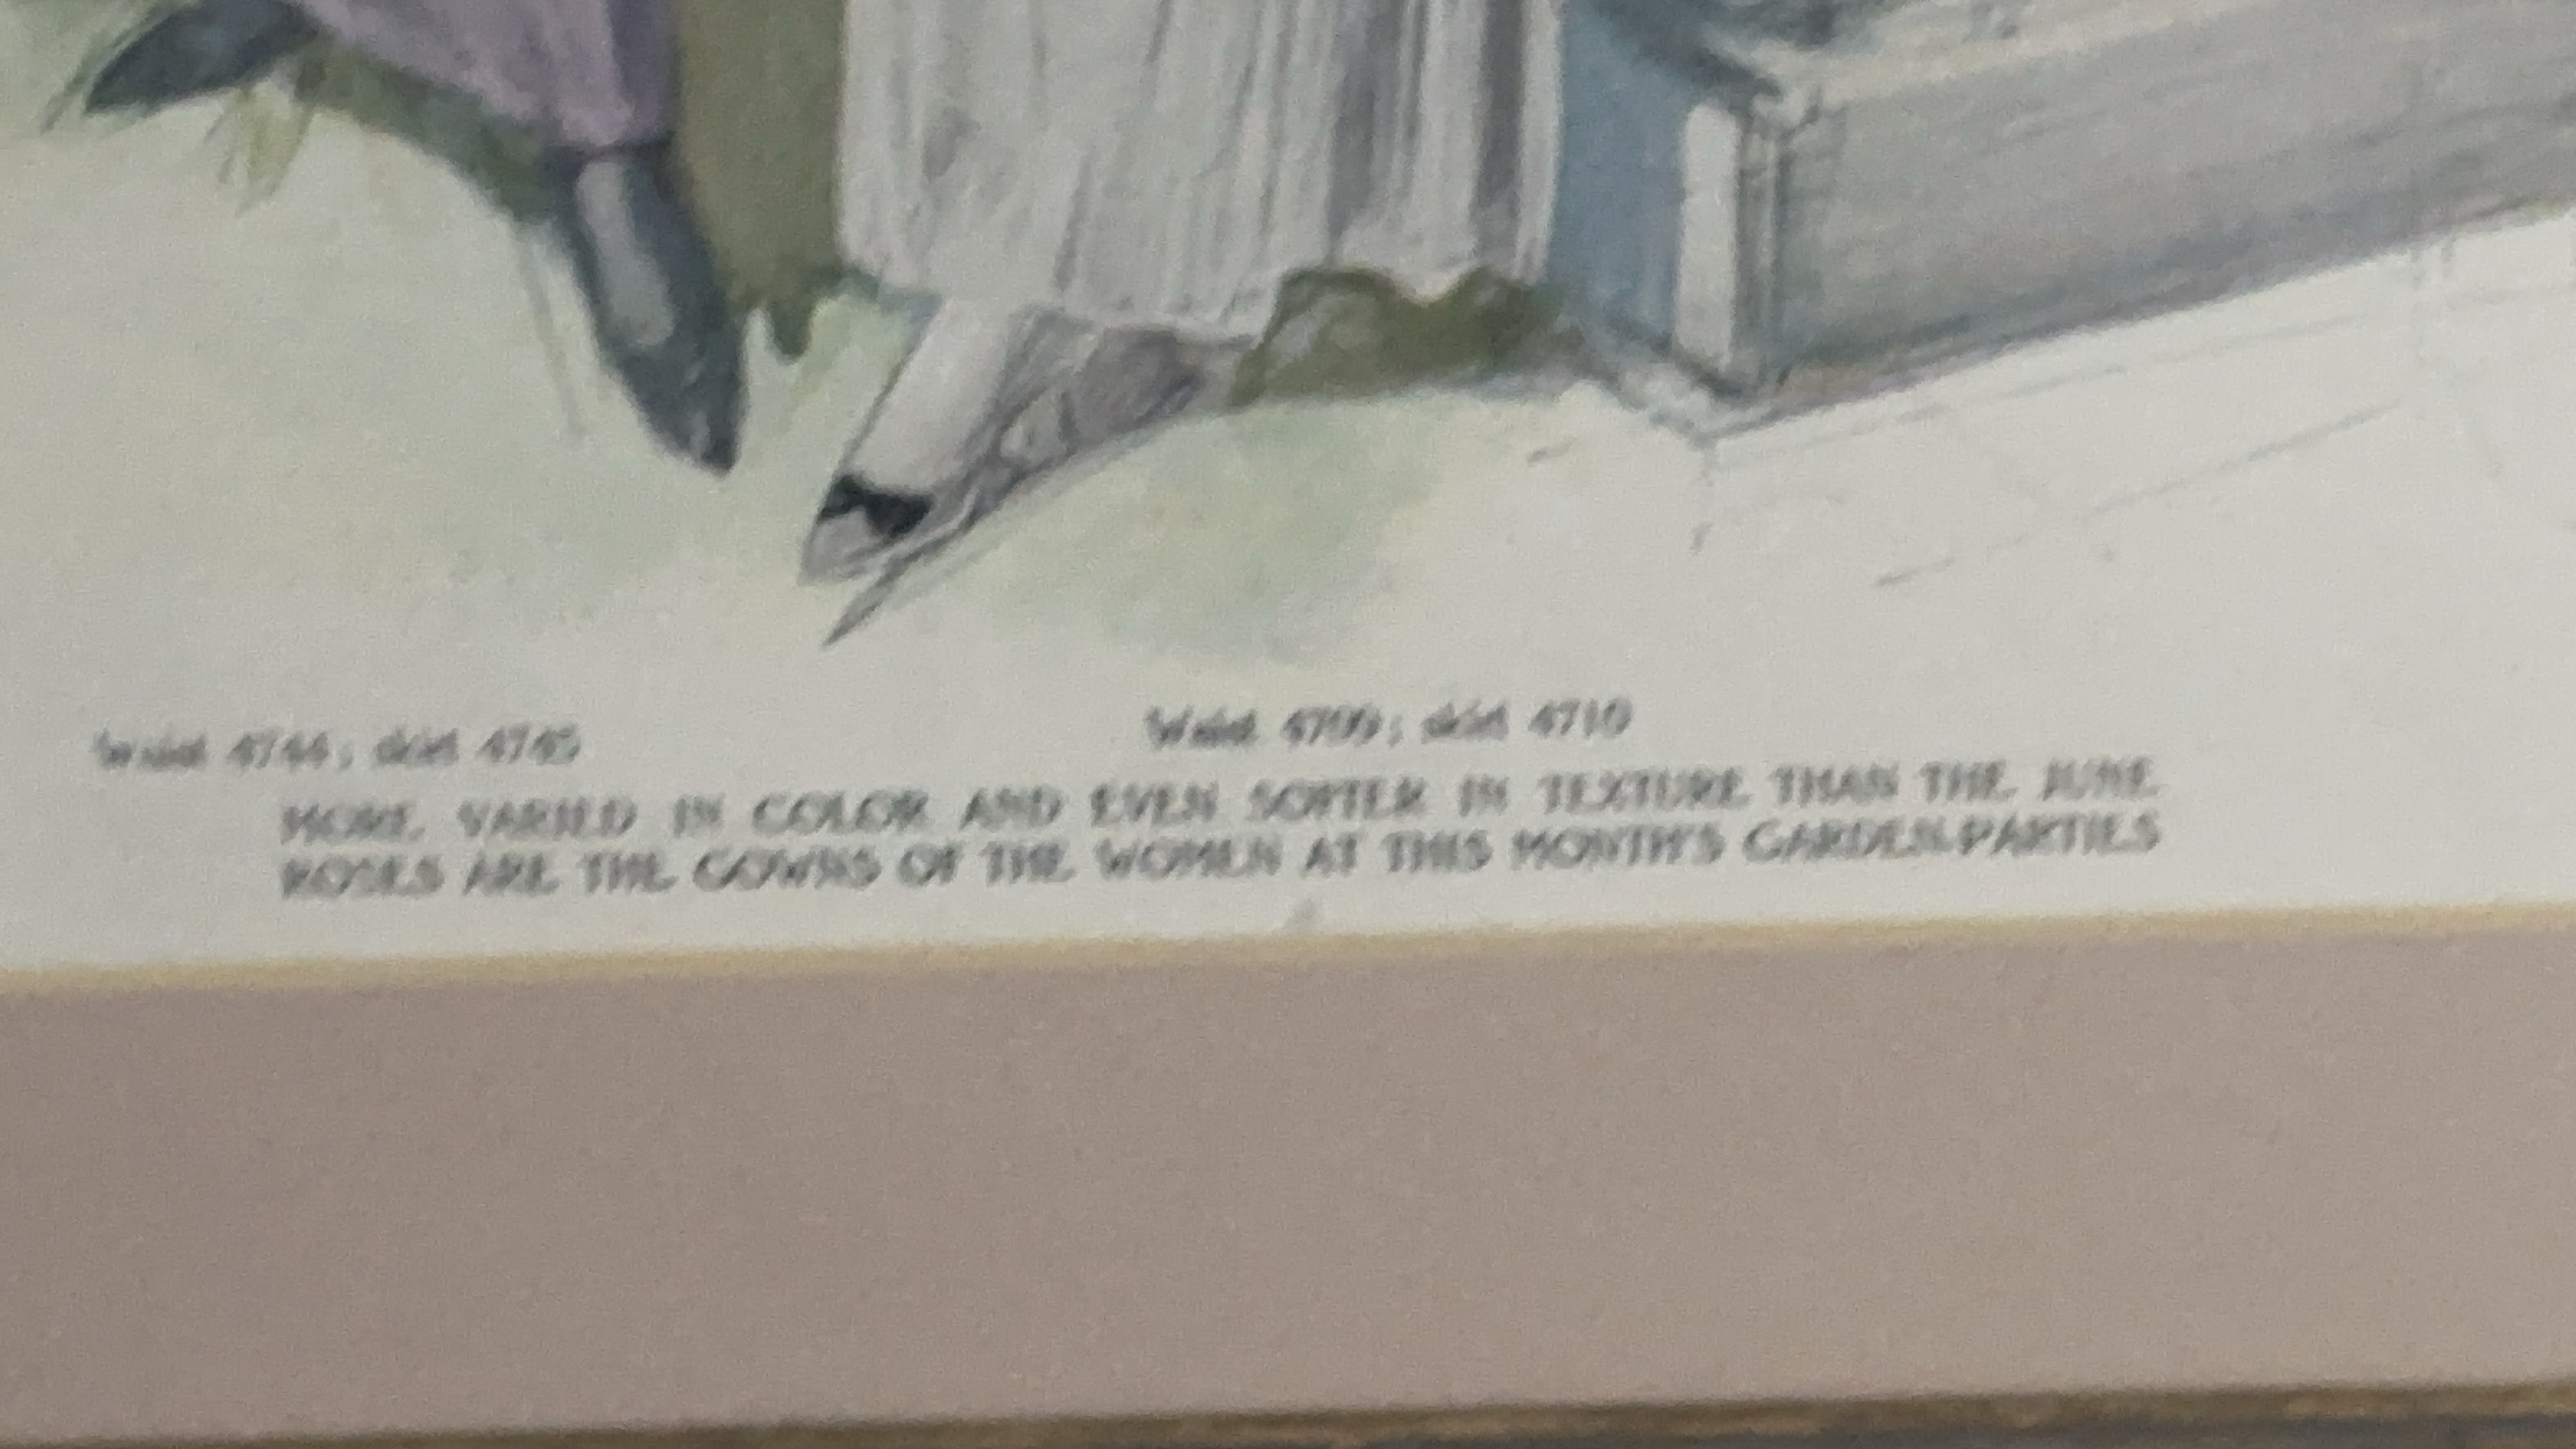 Waist 4744; skirt 4745
Waist 4709; skirt 4710
MORE VARIED IN COLOR AND EVEN SOFTER IN TEXTURE THAN THE JUNE
ROSES ARE THE GOWNS OF THE WOMEN AT THIS MONTH'S GARDEN-PARTIES